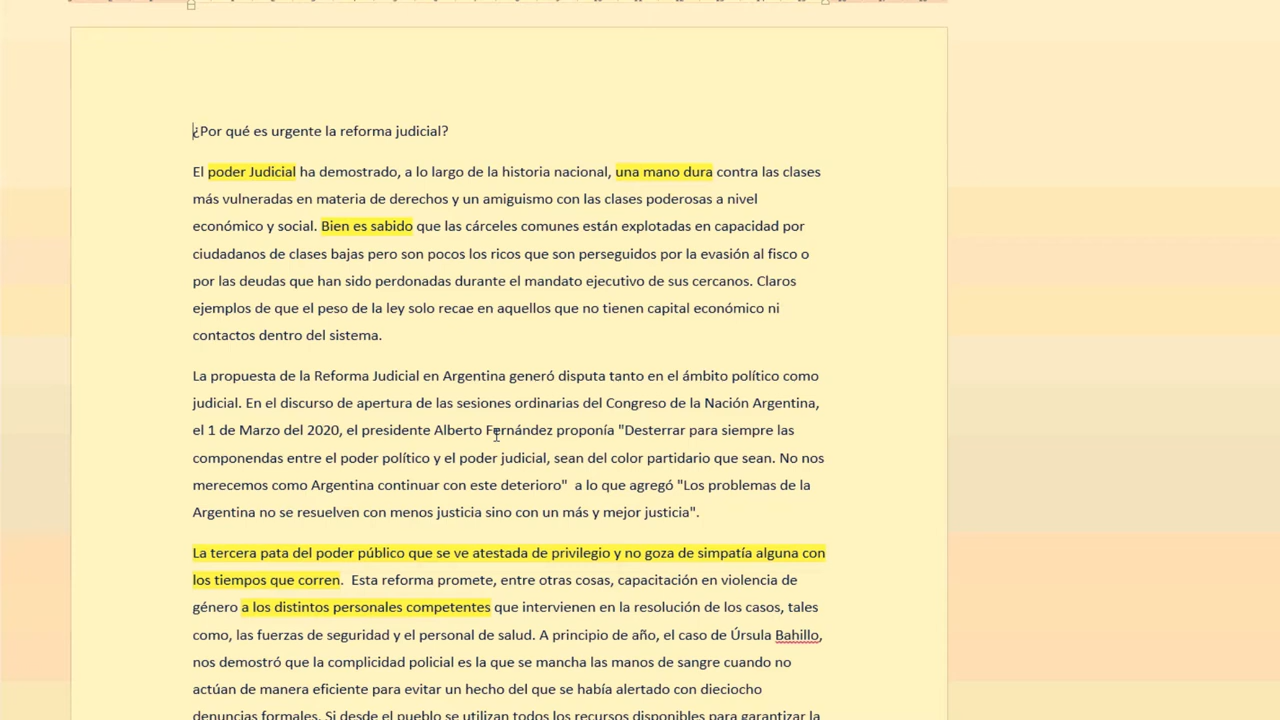 ¿Por qué es urgente la reforma judicial?
El poder Judicial ha demostrado, a lo largo de la historia nacional, una mano dura contra las clases
más vulneradas en materia de derechos y un amiguismo con las clases poderosas a nivel
económico y social. Bien es sabido que las cárceles comunes están explotadas en capacidad por
ciudadanos de clases bajas pero son pocos los ricos que son perseguidos por la evasión al fisco o
por las deudas que han sido perdonadas durante el mandato ejecutivo de sus cercanos. Claros
ejemplos de que el peso de la ley solo recae en aquellos que no tienen capital económico ni
contactos dentro del sistema.
La propuesta de la Reforma Judicial en Argentina generó disputa tanto en el ámbito político como
judicial. En el discurso de apertura de las sesiones ordinarias del Congreso de la Nación Argentina,
el 1 de Marzo del 2020, el presidente Alberto Fernández proponía "Desterrar para siempre las
componendas entre el poder político y el poder judicial, sean del color partidario que sean. No nos
merecemos como Argentina continuar con este deterioro"  a lo que agregó "Los problemas de la
Argentina no se resuelven con menos justicia sino con un más y mejor justicia".
La tercera pata del poder público que se ve atestada de privilegio y no goza de simpatía alguna con
los tiempos que corren.  Esta reforma promete, entre otras cosas, capacitación en violencia de
género a los distintos personales competentes que intervienen en la resolución de los casos, tales
como, las fuerzas de seguridad y el personal de salud. A principio de año, el caso de Úrsula Bahillo,
nos demostró que la complicidad policial es la que se mancha las manos de sangre cuando no
actúan de manera eficiente para evitar un hecho del que se había alertado con dieciocho
denuncias formales. Si desde el pueblo se utilizan todos los recursos disponibles para garantizar la